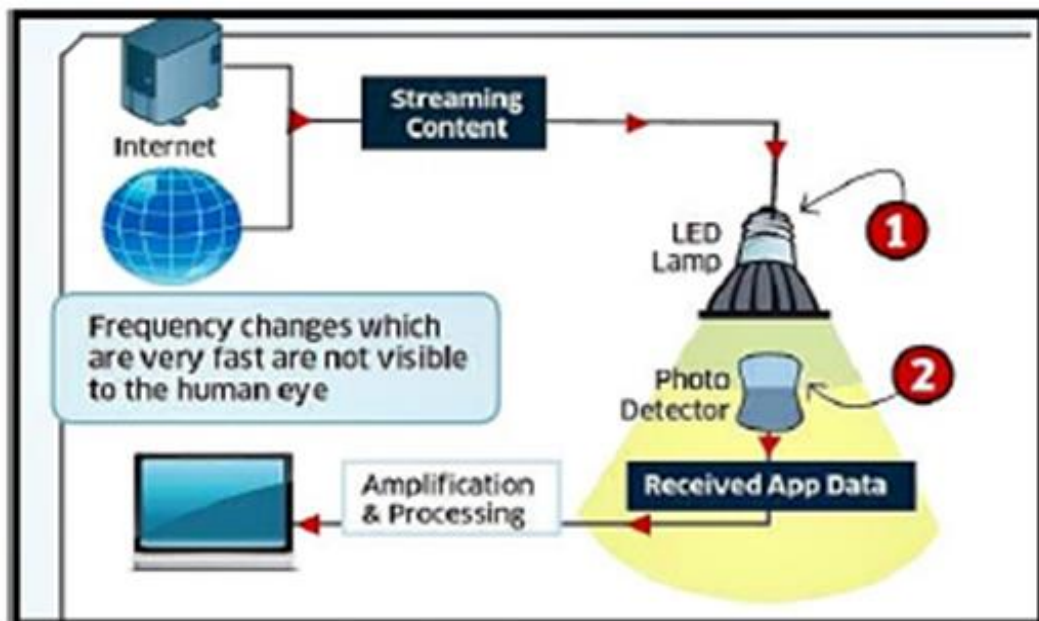 Internet
Streaming
Content
LED
Lamp
1
Frequency changes which
are very fast are not visible
to the human eye
Photo
Detector
2
Received App Data
Amplification
& Processing